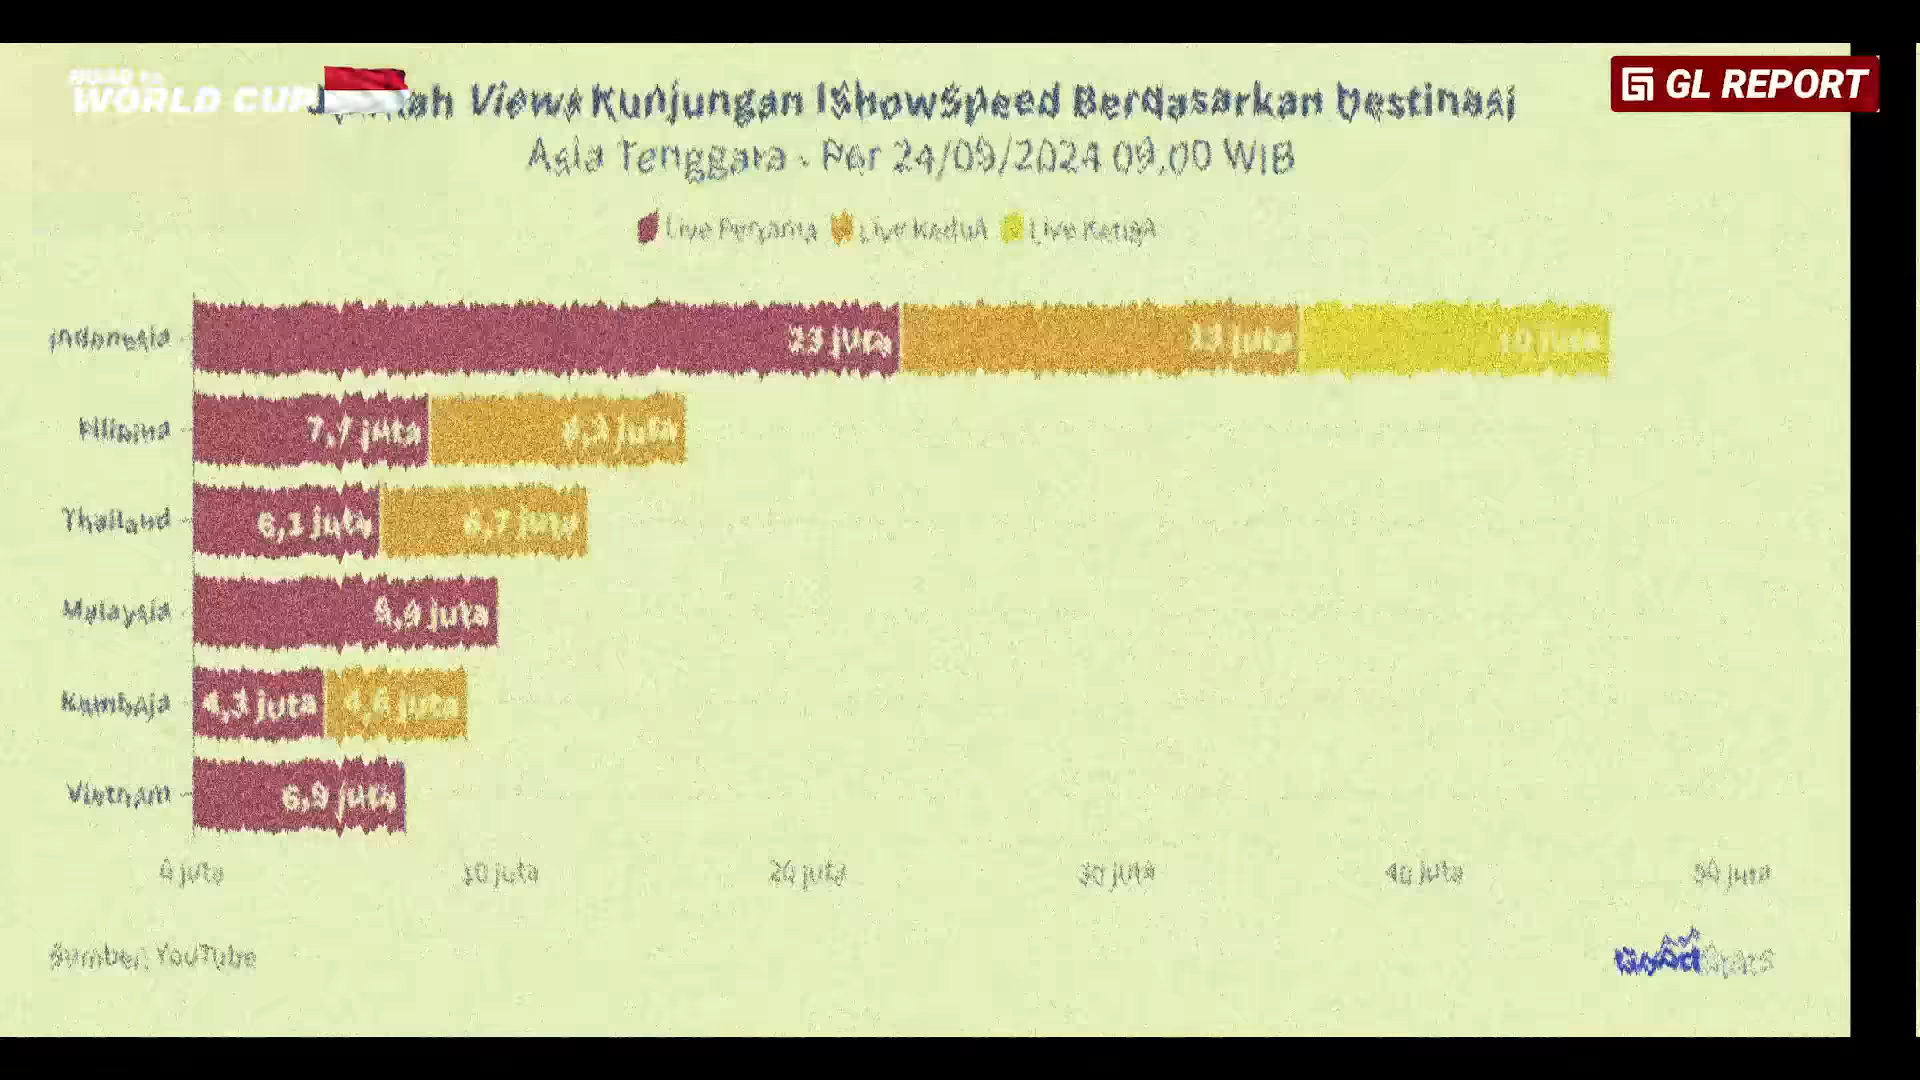 ROAD TO
WORLD CUP
GL REPORT
Views Kunjungan IShowSpeed Berdasarkan Destinasi
Asia Tenggara - Per 24/09/2024 09.00 WIB
Live Pertama Live Kedua Live Ketiga
Indonesia 23 juta 13 juta 10 juta
Filipina 7,7 juta 8,3 juta
Thailand 6,1 juta 6,7 juta
Malaysia 9,9 juta
Kamboja 4,3 juta 4,6 juta
Vietnam 6,9 juta
0 juta 10 juta 20 juta 30 juta 40 juta 50 juta
Sumber: YouTube
GoodStats